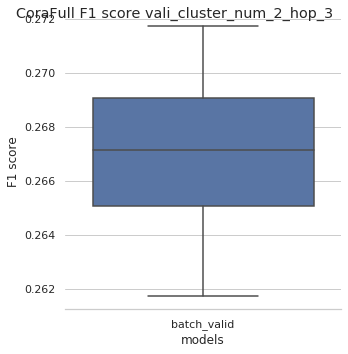 CoraFull F1 score vali_cluster_num_2_hop_3
0.272
0.270
0.268
0.266
0.264
0.262
F1 score
batch_valid
models